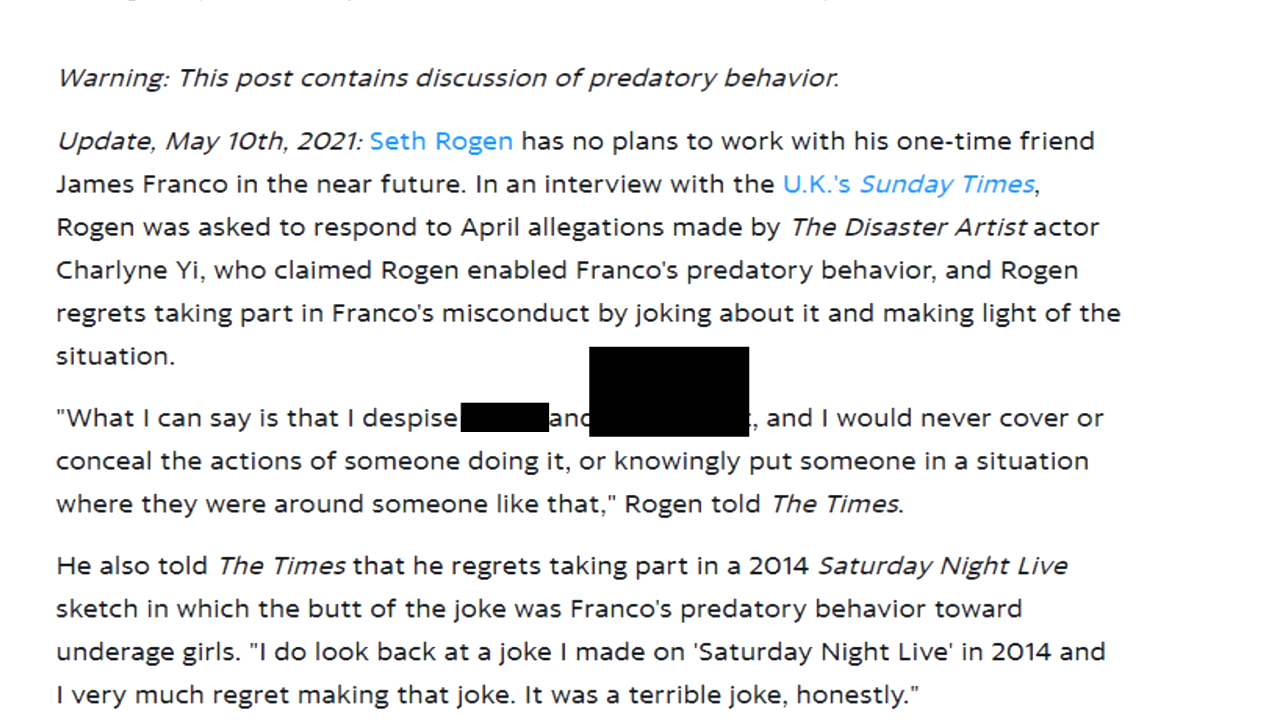 Warning: This post contains discussion of predatory behavior.
Update, May 10th, 2021: Seth Rogen has no plans to work with his one-time friend
James Franco in the near future. In an interview with the U.K.'s Sunday Times,
Rogen was asked to respond to April allegations made by The Disaster Artist actor
Charlyne Yi, who claimed Rogen enabled Franco's predatory behavior, and Rogen
regrets taking part in Franco's misconduct by joking about it and making light of the
situation.
"What I can say is that I despise and , and I would never cover or
conceal the actions of someone doing it, or knowingly put someone in a situation
where they were around someone like that," Rogen told The Times.
He also told The Times that he regrets taking part in a 2014 Saturday Night Live
sketch in which the butt of the joke was Franco's predatory behavior toward
underage girls. "I do look back at a joke I made on 'Saturday Night Live' in 2014 and
I very much regret making that joke. It was a terrible joke, honestly."